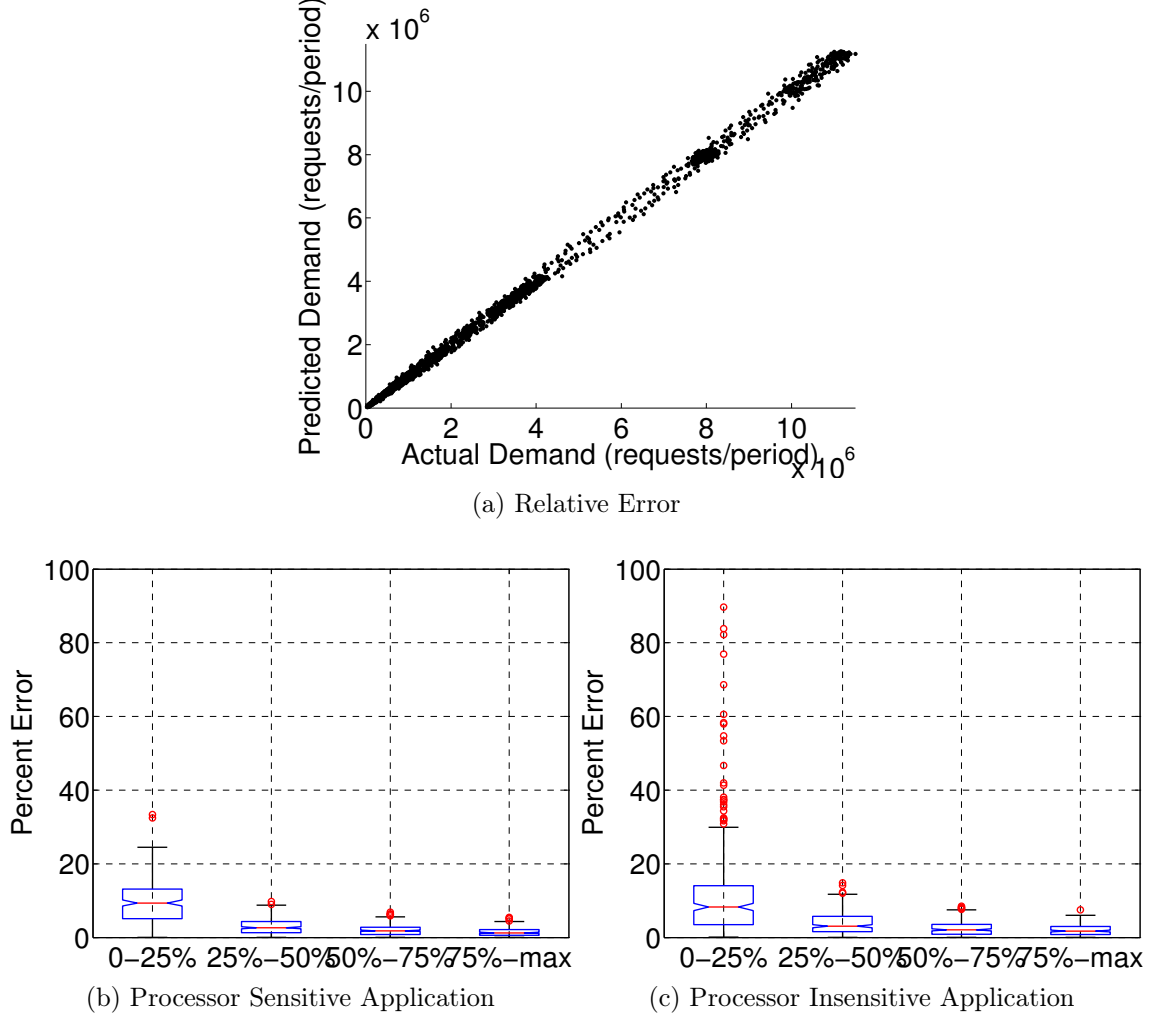 x 10^6
Predicted Demand (requests/period)
10
8
6
4
2
0
0 2 4 6 8 10
Actual Demand (requests/period)
x 10^6
(a) Relative Error
100
80
60
40
20
0
Percent Error
0−25% 25%−50% 50%−75% 75%−max
(b) Processor Sensitive Application
100
80
60
40
20
0
Percent Error
0−25% 25%−50% 50%−75% 75%−max
(c) Processor Insensitive Application